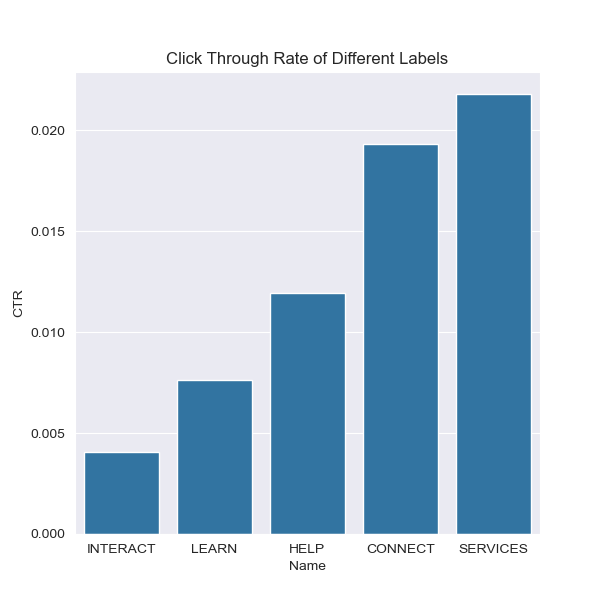 Click Through Rate of Different Labels
CTR
0.020
0.015
0.010
0.005
0.000
INTERACT LEARN HELP CONNECT SERVICES
Name